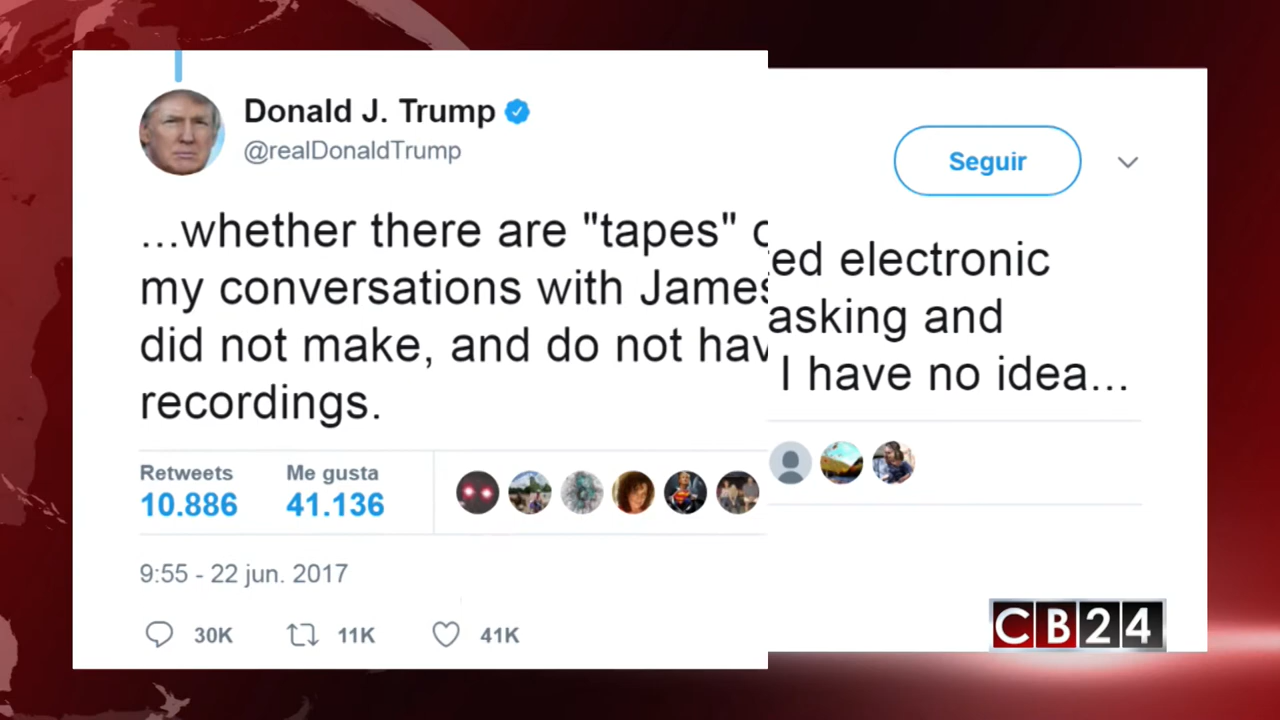 Donald J. Trump
@realDonaldTrump
...whether there are "tapes"
my conversations with James
did not make, and do not hav
recordings.
Retweets Me gusta
10.886 41.136
9:55 - 22 jun. 2017
30K 11K 41K
Seguir
ed electronic
asking and
I have no idea...
CB24